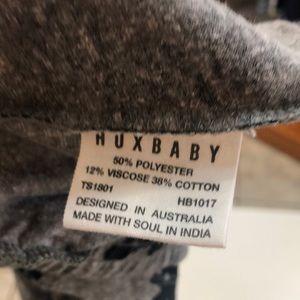 HUXBABY
50% POLYESTER
12% VISCOSE 38% COTTON
TS1801 HB1017
DESIGNED IN AUSTRALIA
MADE WITH SOUL IN INDIA